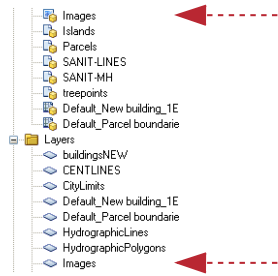 Images
Islands
Parcels
SANIT-LINES
SANIT-MH
treepoints
Default_New building_1E
Default_Parcel boundarie
Layers
buildingsNEW
CENTLINES
CityLimits
Default_New building_1E
Default_Parcel boundarie
HydrographicLines
HydrographicPolygons
Images